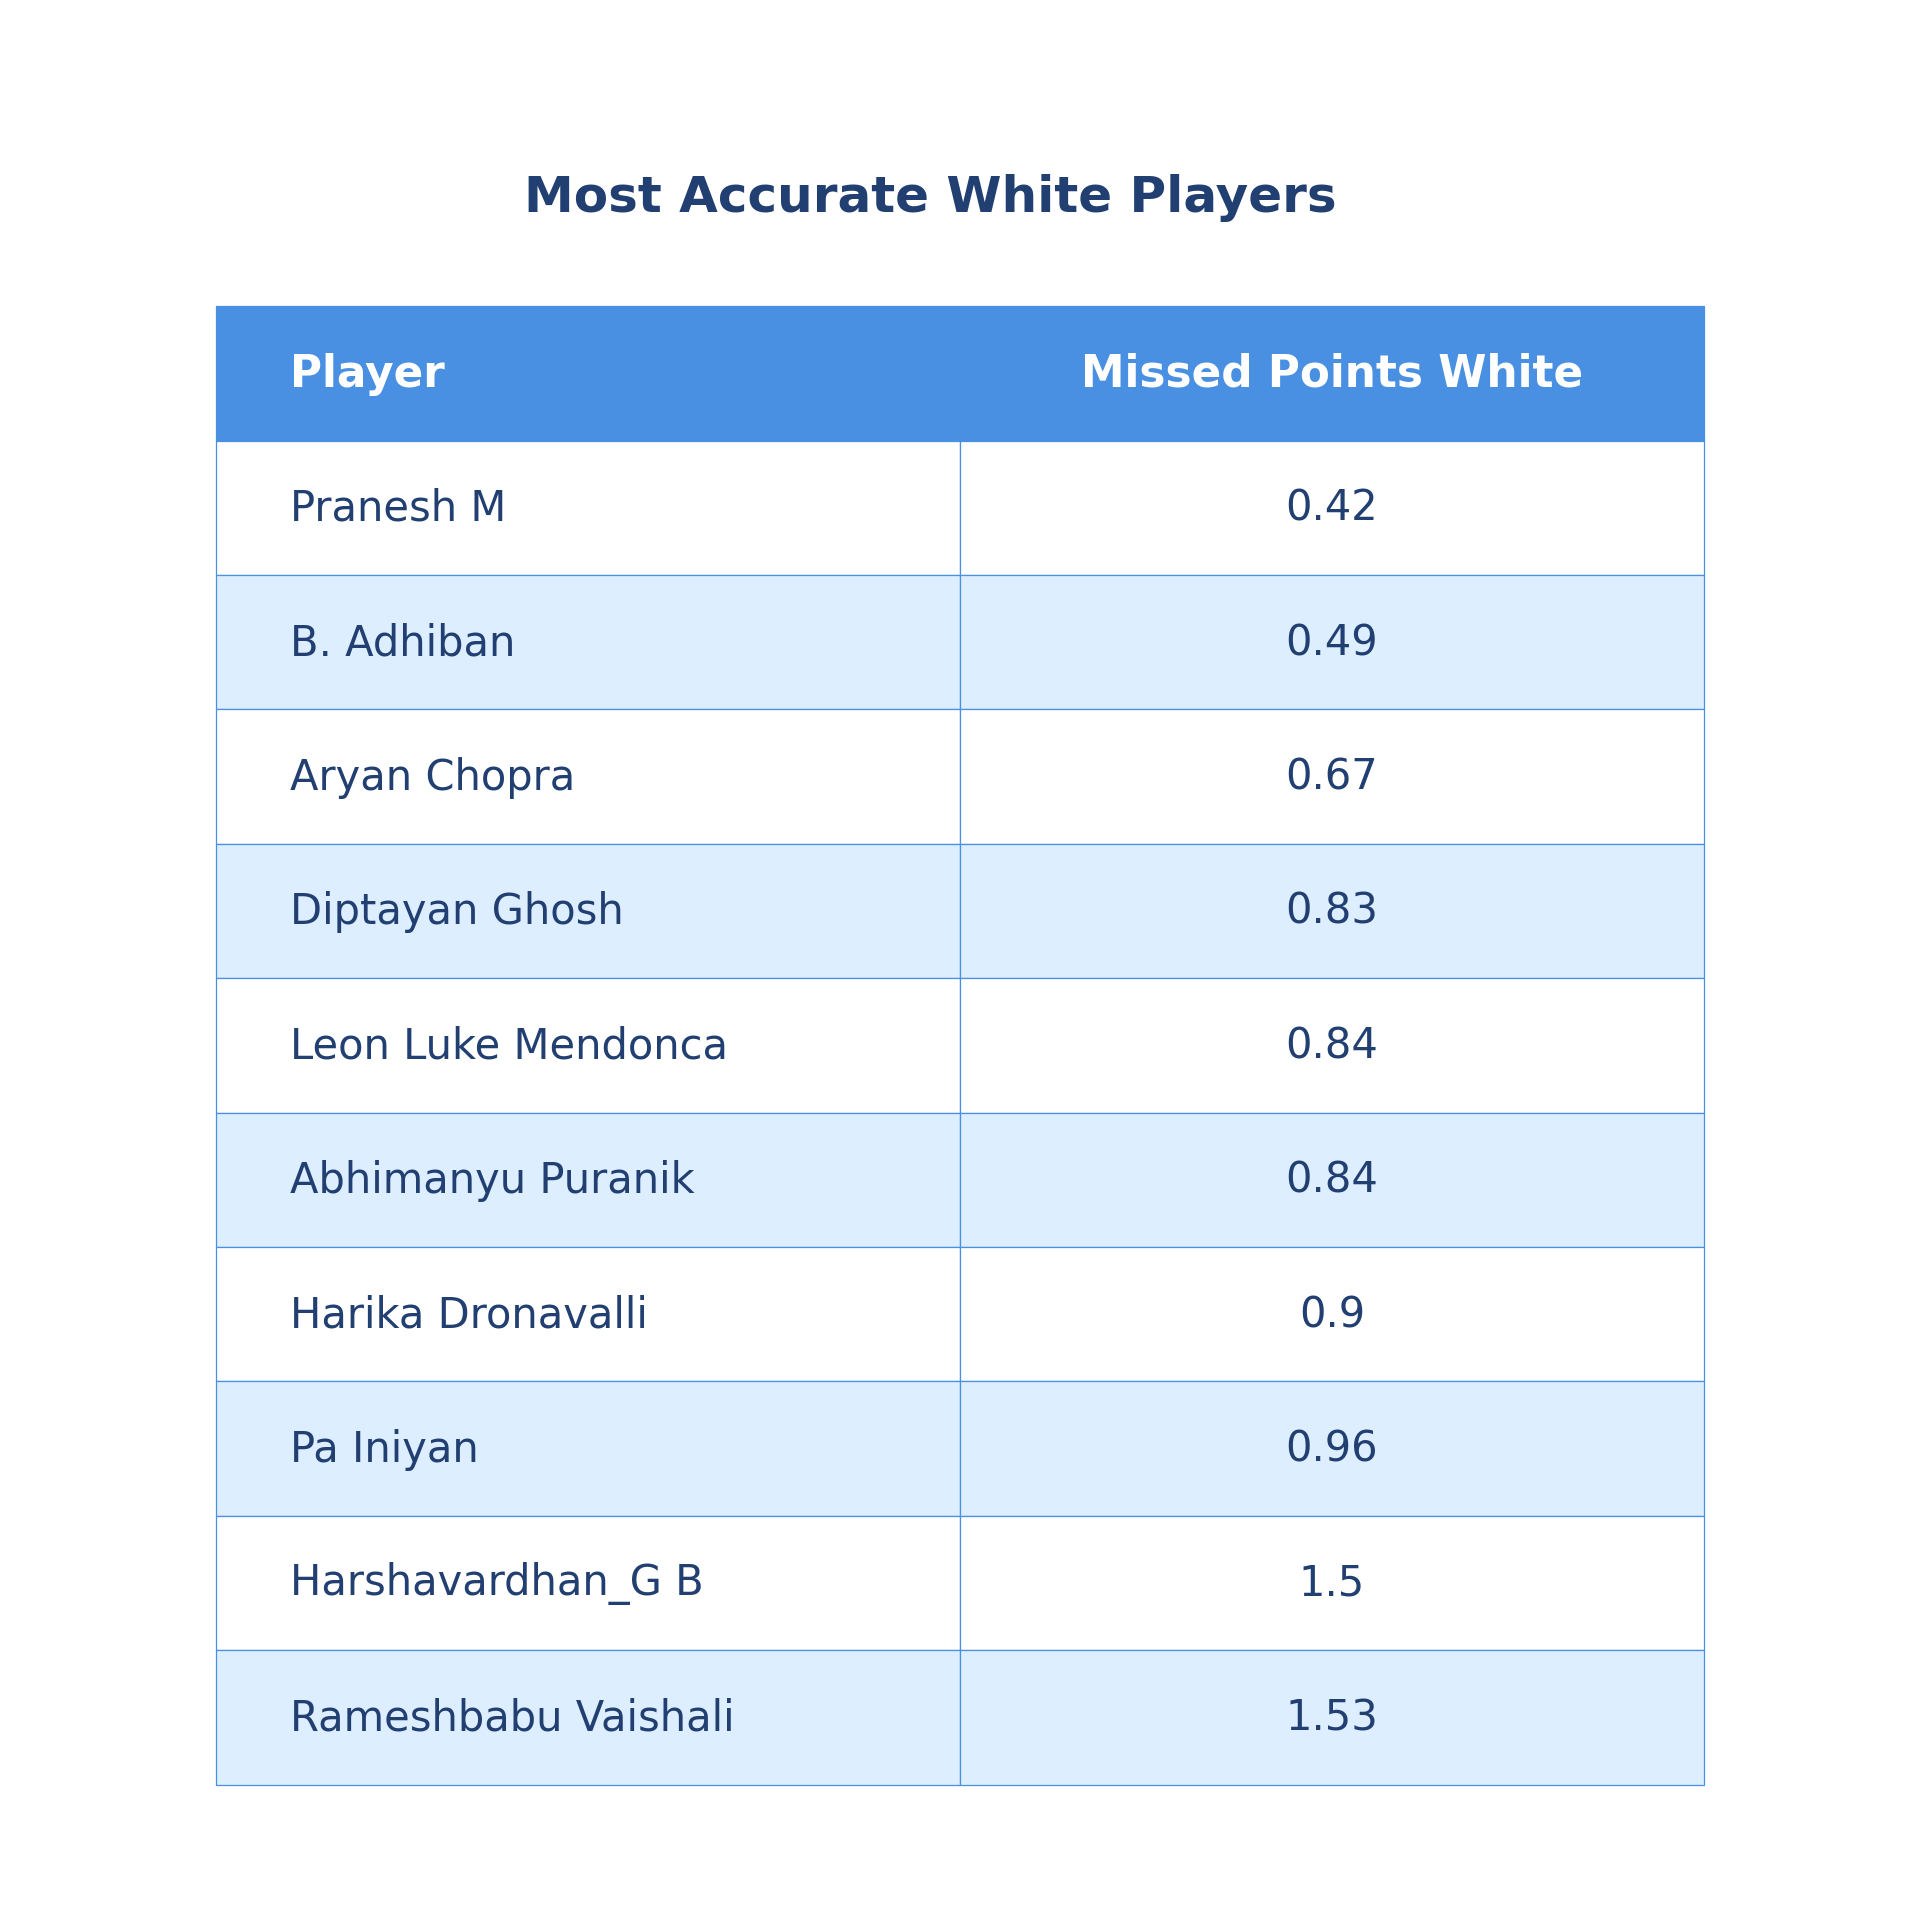 Most Accurate White Players
Player Missed Points White
Pranesh M 0.42
B. Adhiban 0.49
Aryan Chopra 0.67
Diptayan Ghosh 0.83
Leon Luke Mendonca 0.84
Abhimanyu Puranik 0.84
Harika Dronavalli 0.9
Pa Iniyan 0.96
Harshavardhan_G B 1.5
Rameshbabu Vaishali 1.53